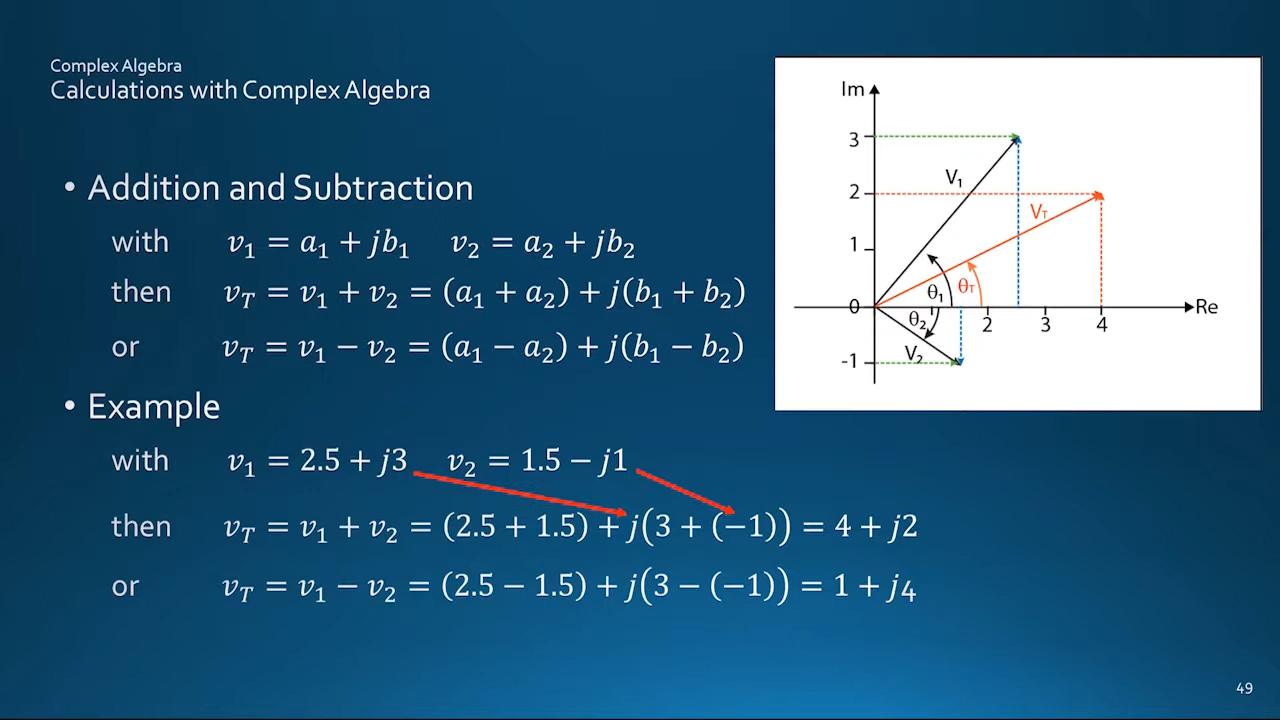 Complex Algebra
Calculations with Complex Algebra
• Addition and Subtraction
with v₁ = a₁ + jb₁ v₂ = a₂ + jb₂
then v_T = v₁ + v₂ = (a₁ + a₂) + j(b₁ + b₂)
or v_T = v₁ − v₂ = (a₁ − a₂) + j(b₁ − b₂)
• Example
with v₁ = 2.5 + j3 v₂ = 1.5 − j1
then v_T = v₁ + v₂ = (2.5 + 1.5) + j(3 + (−1)) = 4 + j2
or v_T = v₁ − v₂ = (2.5 − 1.5) + j(3 − (−1)) = 1 + j4
Im
3
V₁
2
V_T
1
θ₁ θ_T
0 Re
θ₂ 2 3 4
V₂
-1
49